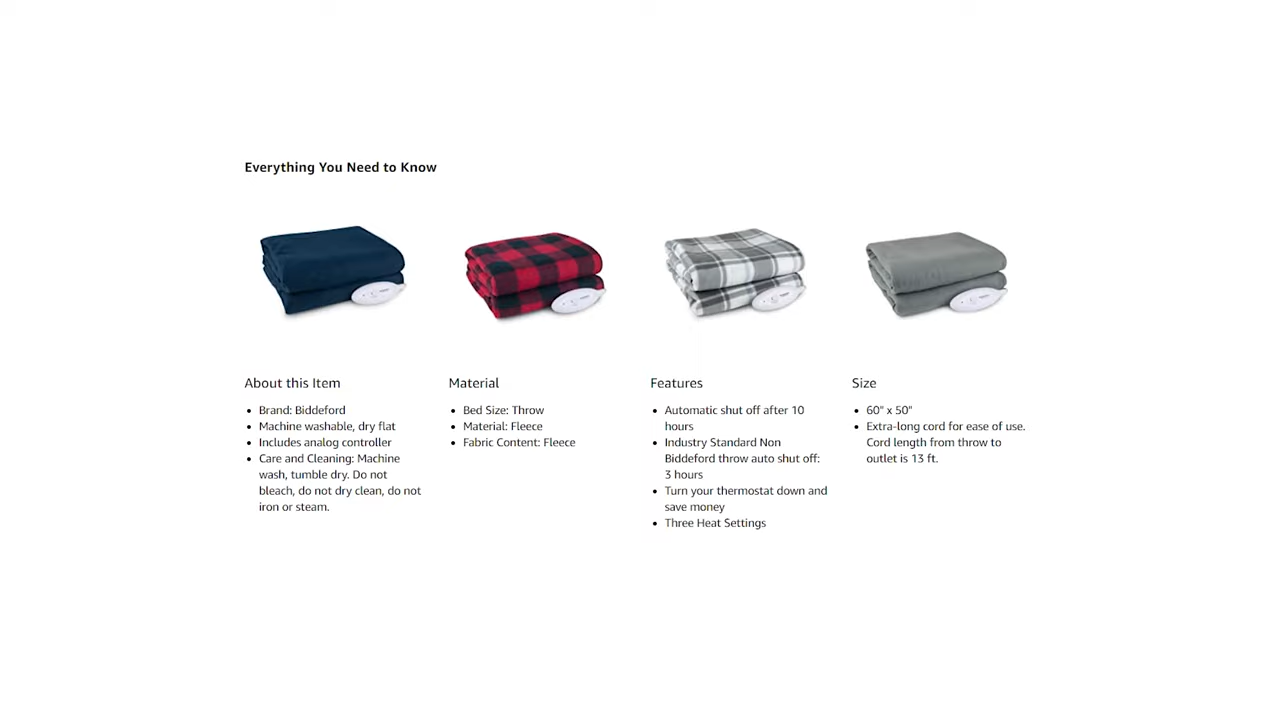 Everything You Need to Know
About this Item
Brand: Biddeford
Machine washable, dry flat
Includes analog controller
Care and Cleaning: Machine
wash, tumble dry. Do not
bleach, do not dry clean, do not
iron or steam.
Material
Bed Size: Throw
Material: Fleece
Fabric Content: Fleece
Features
Automatic shut off after 10
hours
Industry Standard Non
Biddeford throw auto shut off:
3 hours
Turn your thermostat down and
save money
Three Heat Settings
Size
60" x 50"
Extra-long cord for ease of use.
Cord length from throw to
outlet is 13 ft.